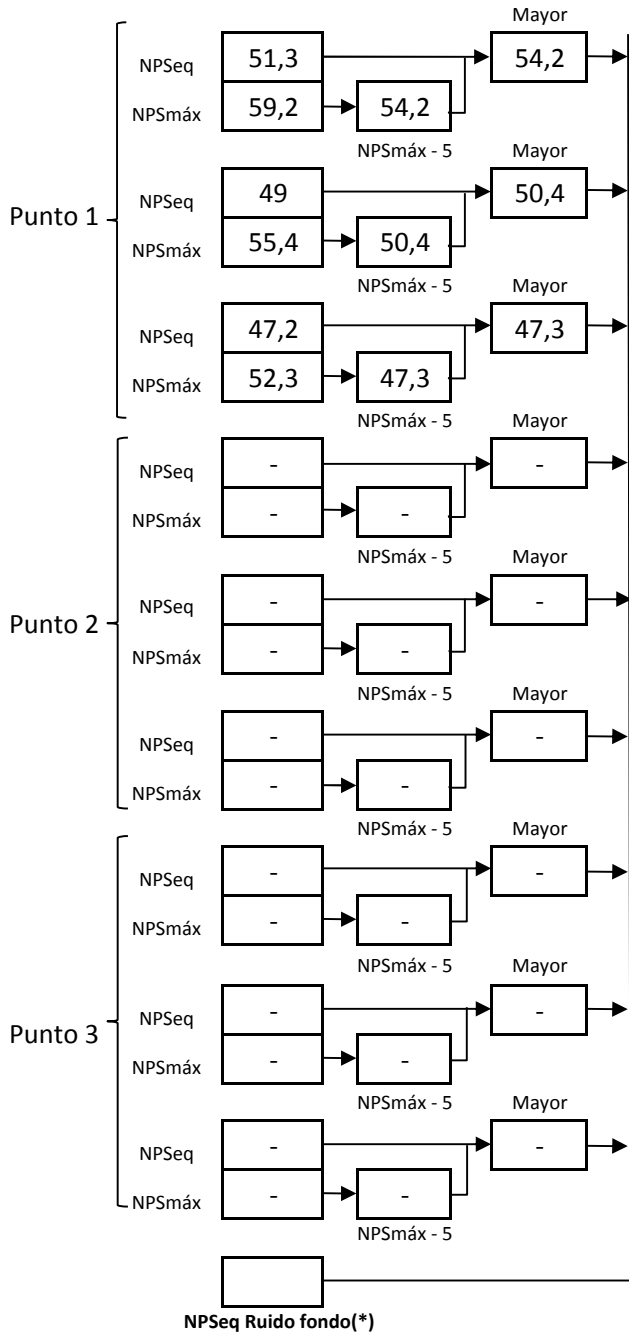 Mayor
NPSeq 51,3 54,2
NPSmáx 59,2 54,2
NPSmáx - 5
Mayor
Punto 1
NPSeq 49 50,4
NPSmáx 55,4 50,4
NPSmáx - 5
Mayor
NPSeq 47,2 47,3
NPSmáx 52,3 47,3
NPSmáx - 5
Mayor
NPSeq - -
NPSmáx - -
NPSmáx - 5
Mayor
Punto 2
NPSeq - -
NPSmáx - -
NPSmáx - 5
Mayor
NPSeq - -
NPSmáx - -
NPSmáx - 5
Mayor
NPSeq - -
NPSmáx - -
NPSmáx - 5
Mayor
Punto 3
NPSeq - -
NPSmáx - -
NPSmáx - 5
Mayor
NPSeq - -
NPSmáx - -
NPSmáx - 5
NPSeq Ruido fondo(*)